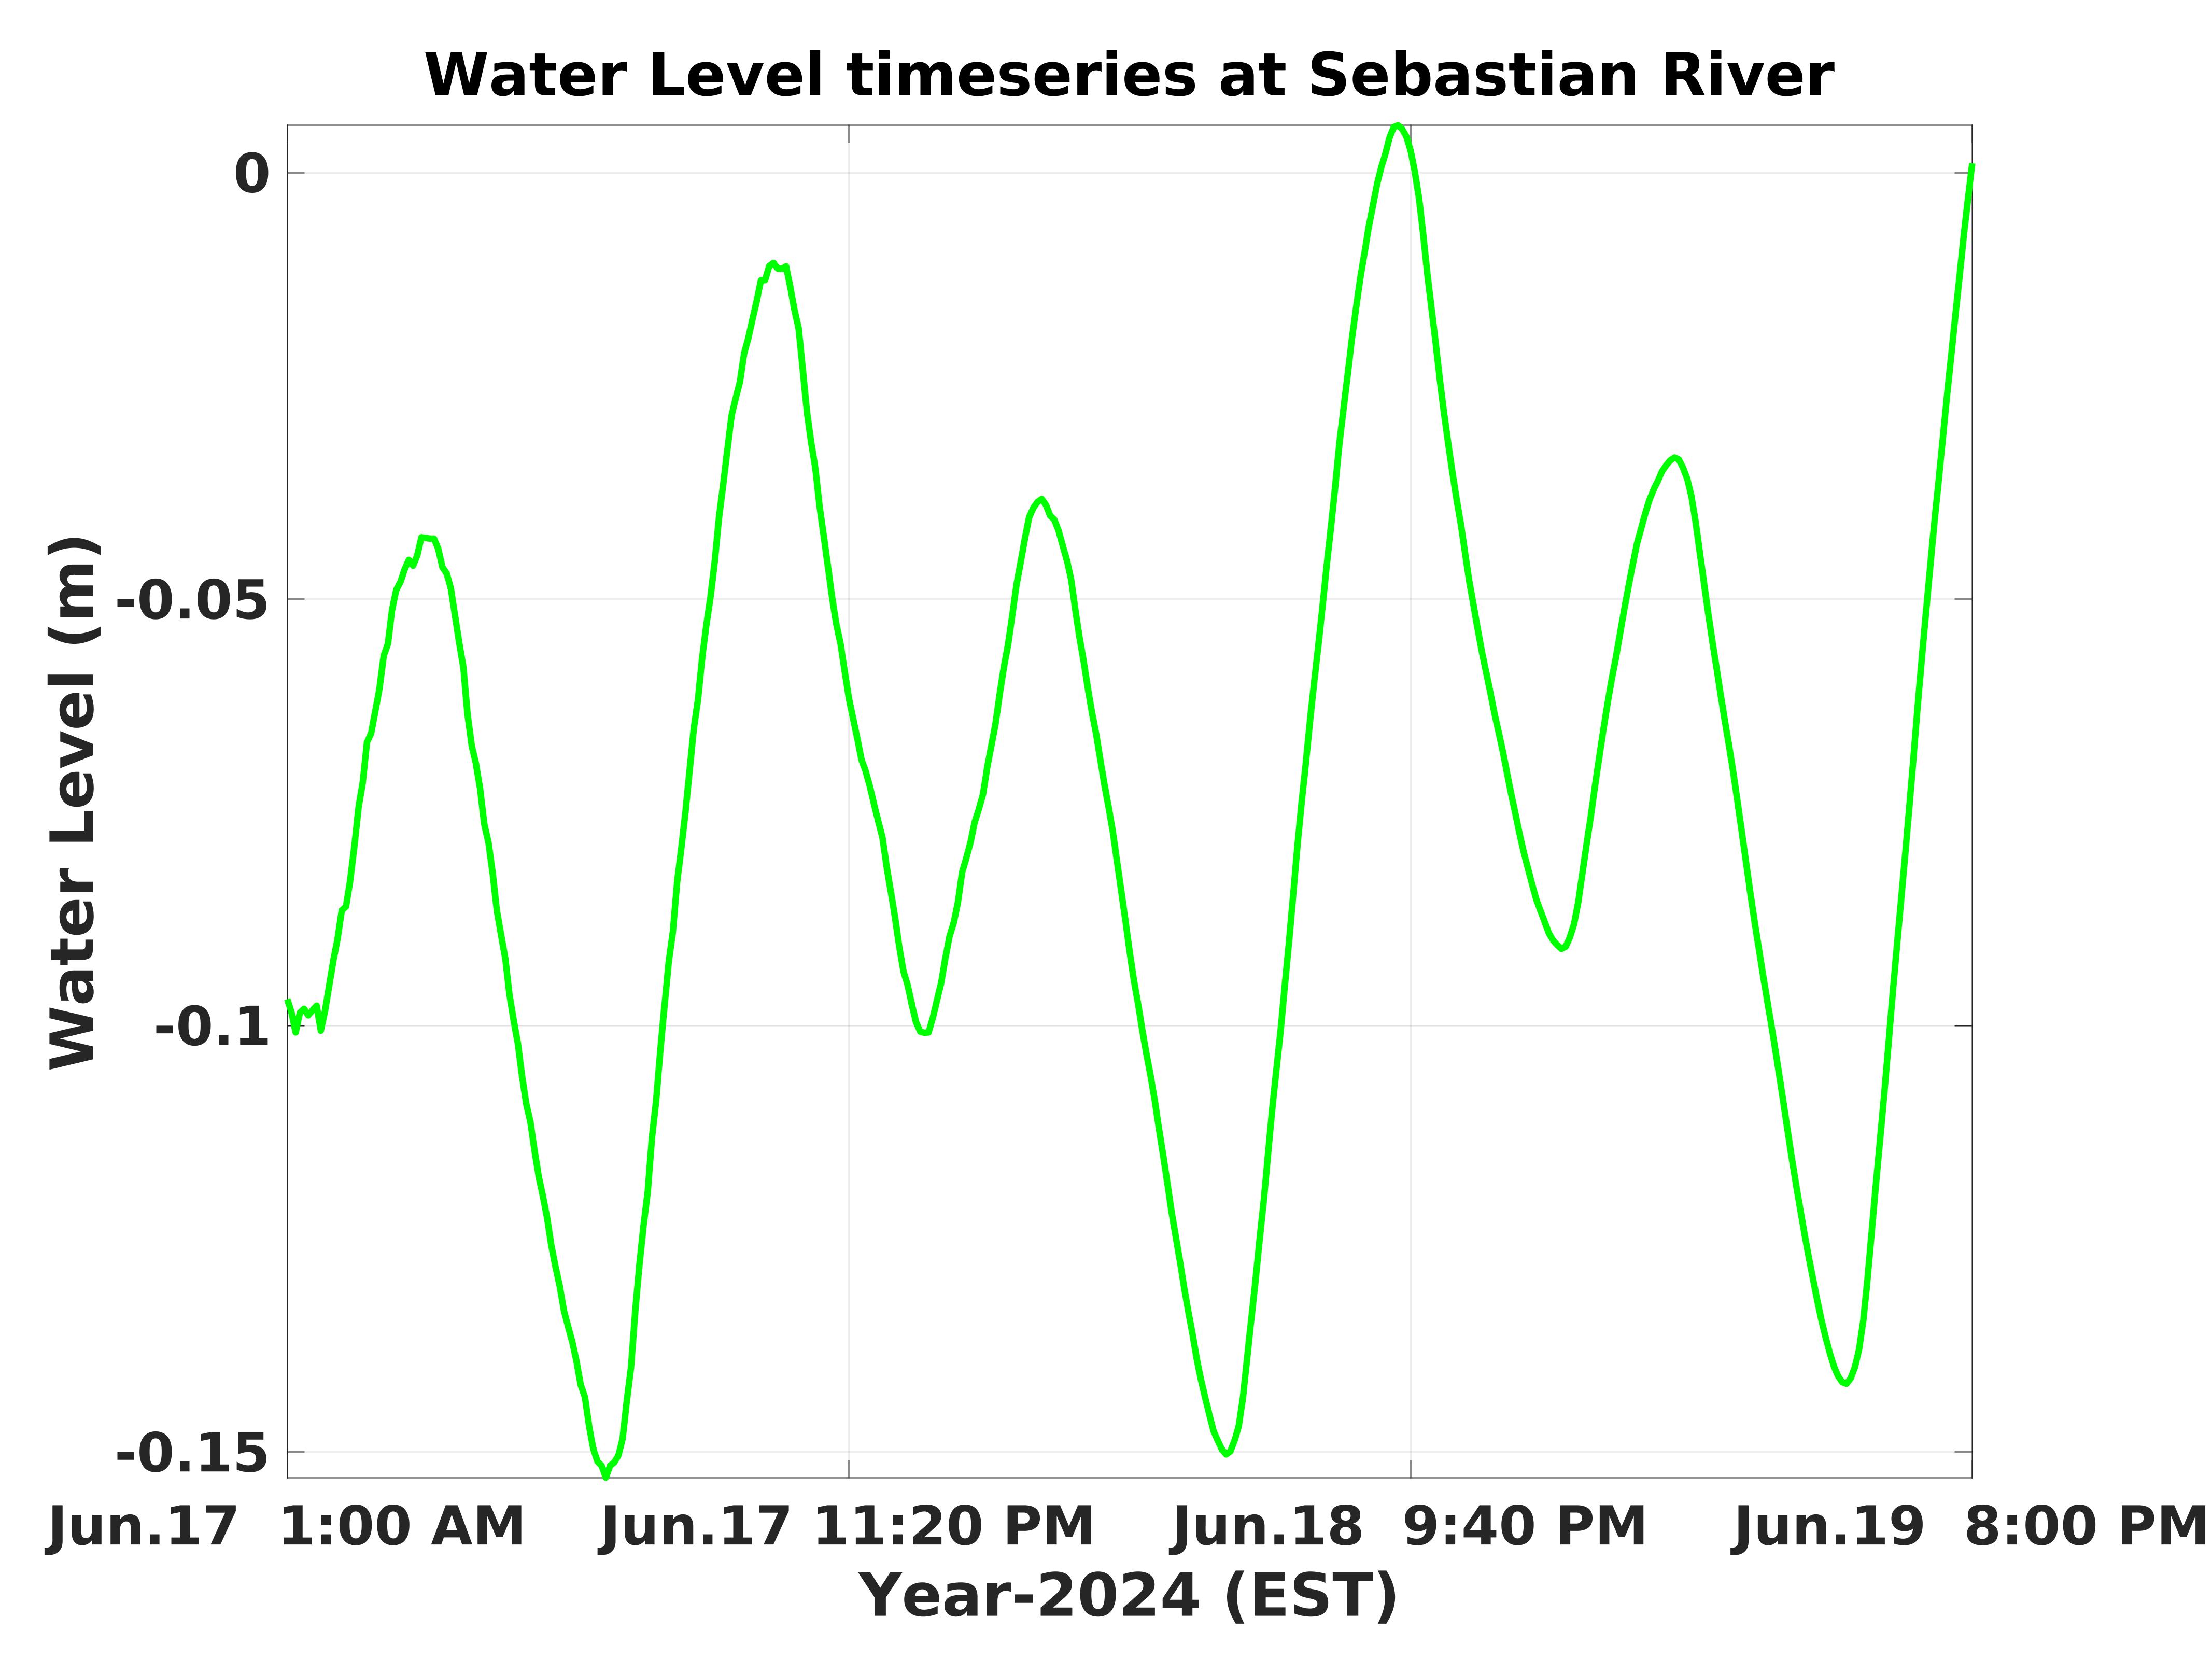 Water Level timeseries at Sebastian River
Water Level (m)
0
-0.05
-0.1
-0.15
Jun.17  1:00 AM
Jun.17 11:20 PM
Jun.18  9:40 PM
Jun.19  8:00 PM
Year-2024 (EST)